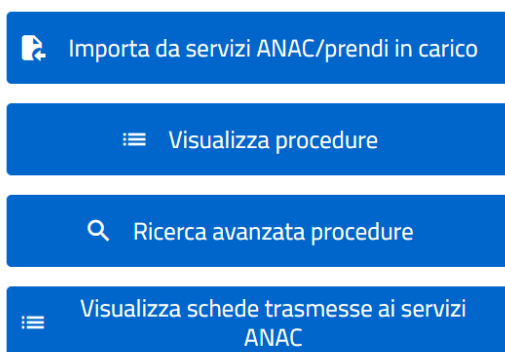 Importa da servizi ANAC/prendi in carico
Visualizza procedure
Ricerca avanzata procedure
Visualizza schede trasmesse ai servizi
ANAC